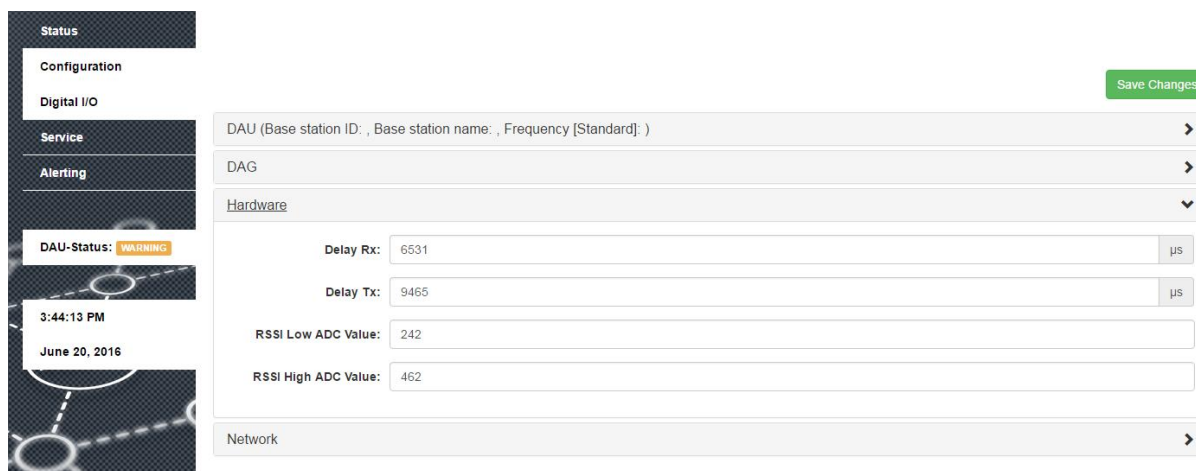 Status
Configuration
Digital I/O
Service
Alerting
DAU-Status: WARNING
3:44:13 PM
June 20, 2016
Save Changes
DAU (Base station ID: , Base station name: , Frequency [Standard]: )
DAG
Hardware
Delay Rx: 6531 µs
Delay Tx: 9465 µs
RSSI Low ADC Value: 242
RSSI High ADC Value: 462
Network